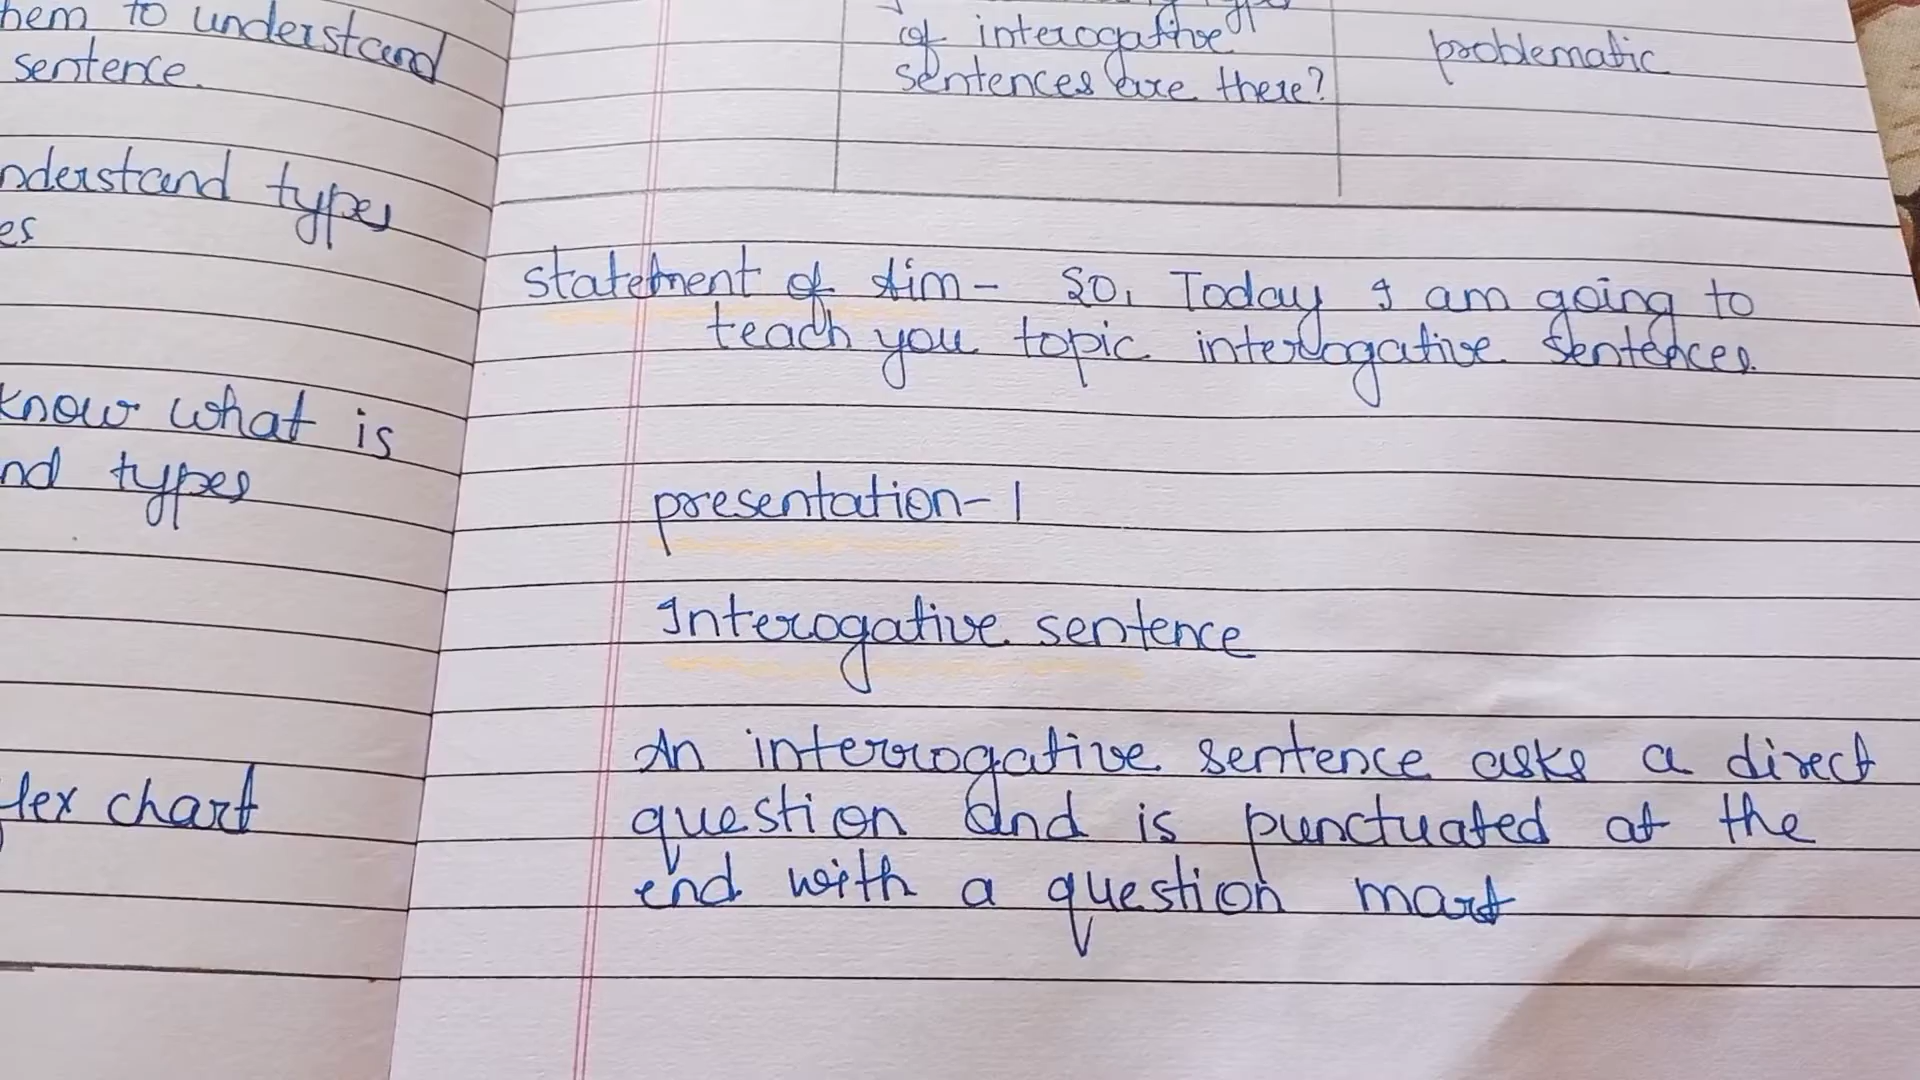 hem to understand
sentence.
nderstand types
es
know what is
nd types
flex chart
of interogative
sentences are there?
problematic
statement of Aim - So, Today I am going to
teach you topic interrogative sentences.
presentation - 1
Interogative sentence
An interrogative sentence asks a direct
question and is punctuated at the
end with a question mark